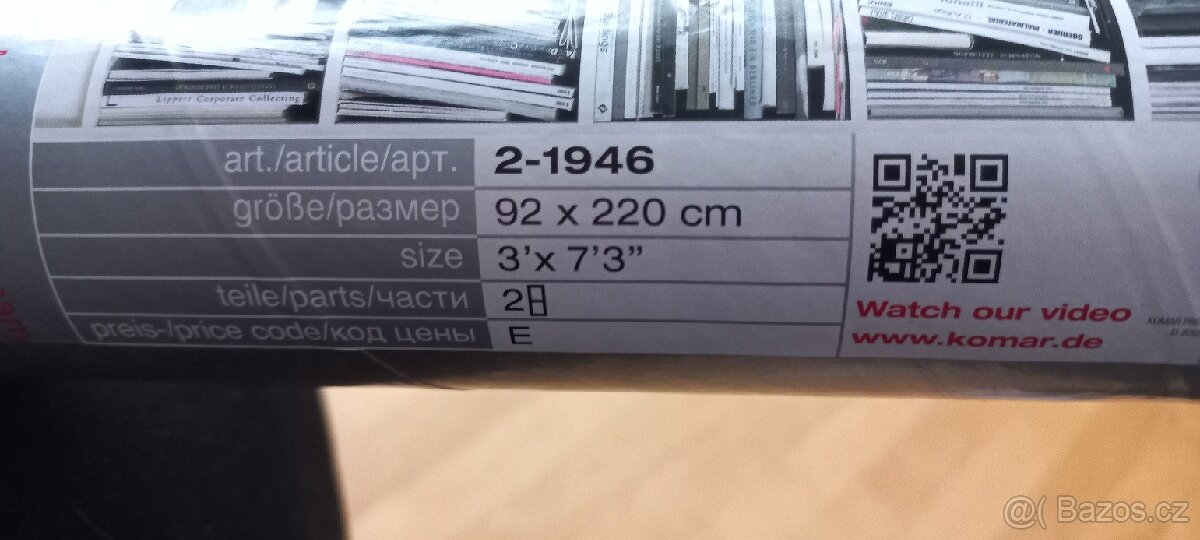 Lippert Corporate Collecting
art./article/арт. 2-1946
größe/размер 92 x 220 cm
size 3'x 7'3"
teile/parts/части 2
preis-/price code/код цены E
Watch our video
www.komar.de
@( Bazos.cz